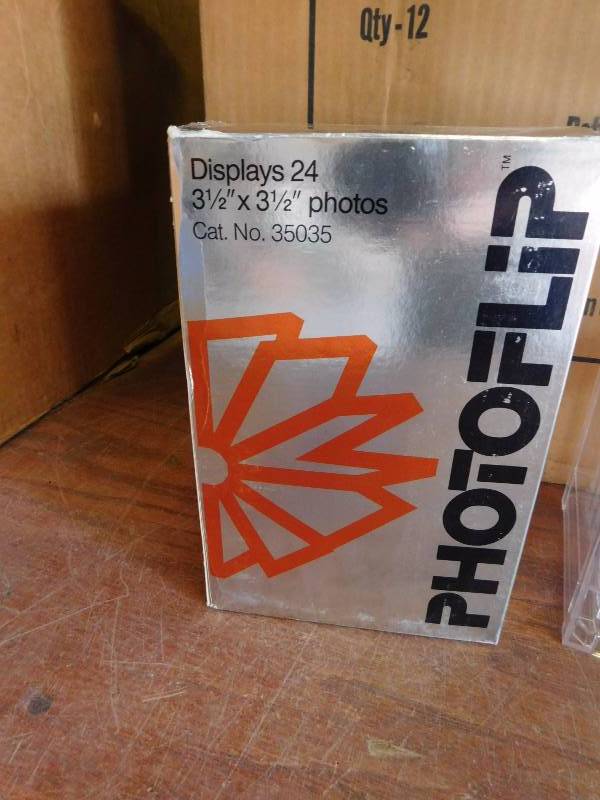 Qty-12
Displays 24
3½" x 3½" photos
Cat. No. 35035
PHOTOFLIP™